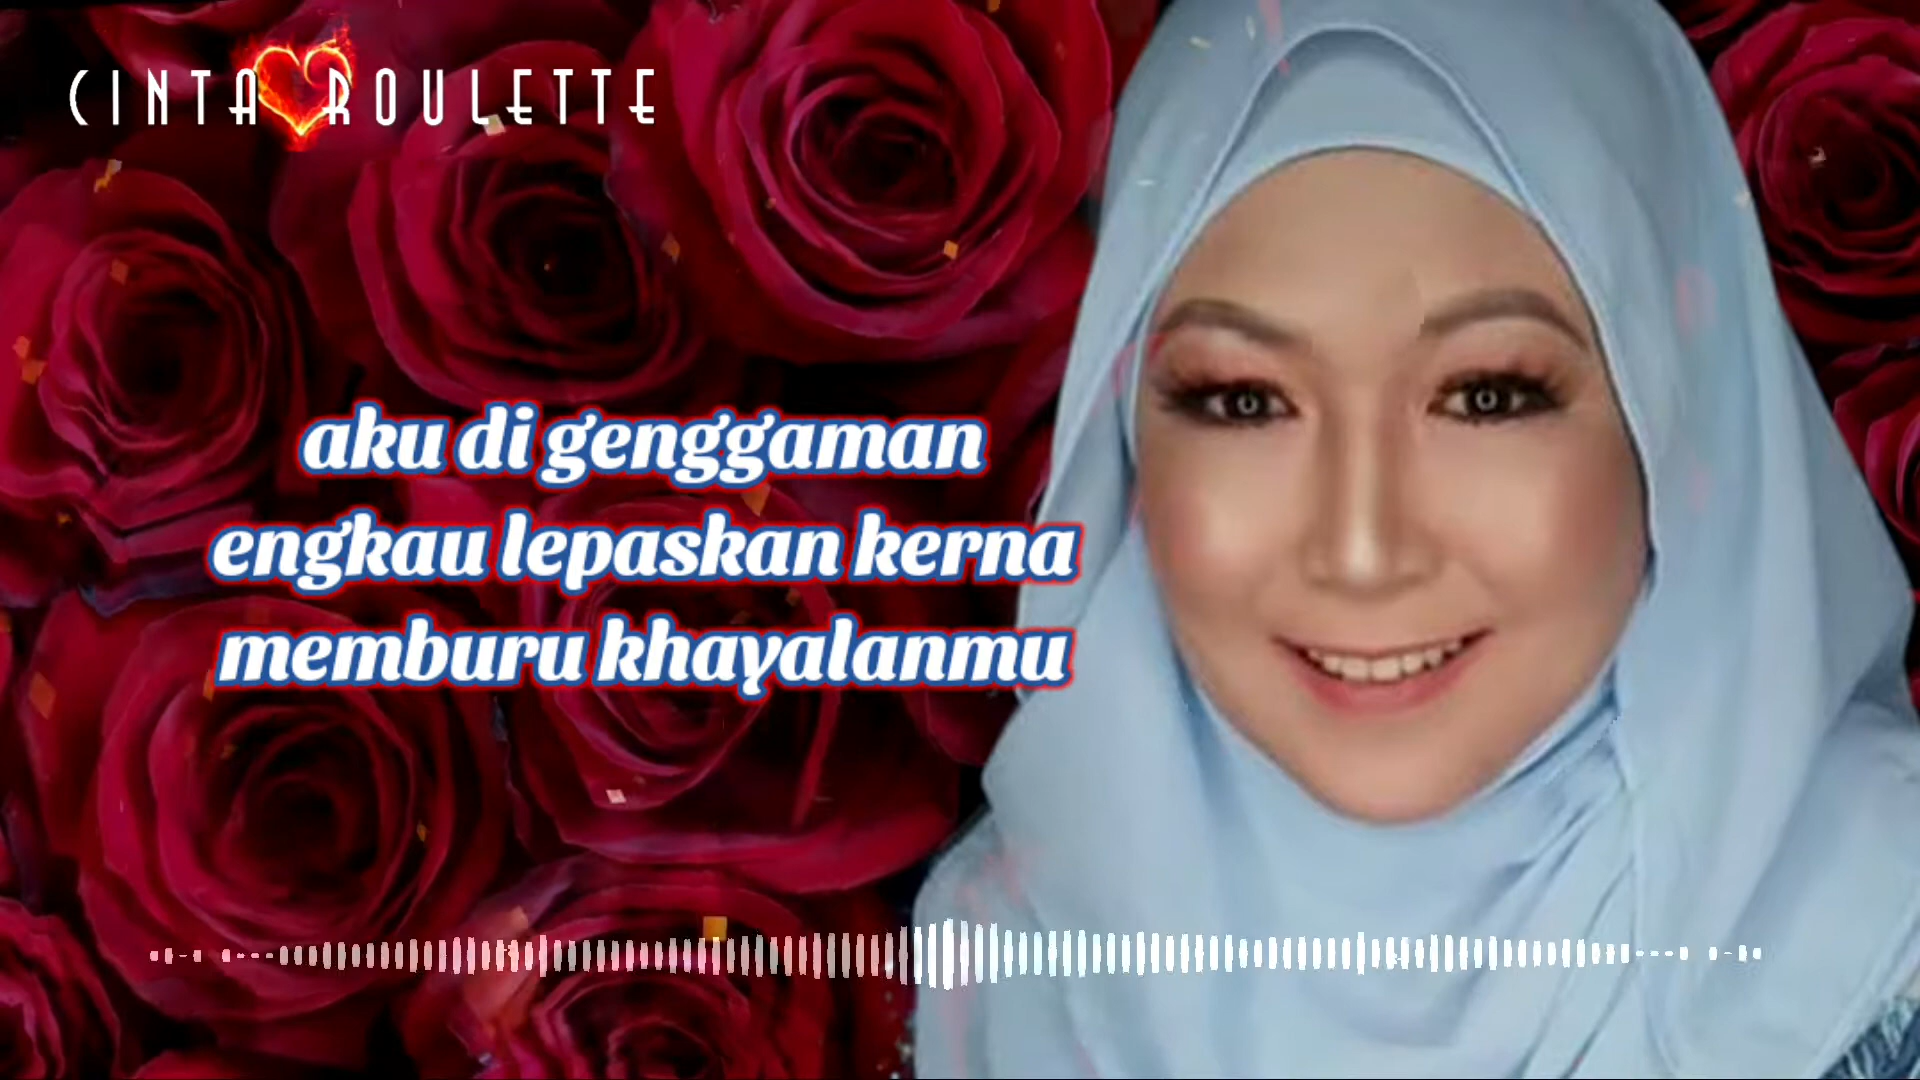 CINTA ROULETTE
aku di genggaman
engkau lepaskan kerna
memburu khayalanmu